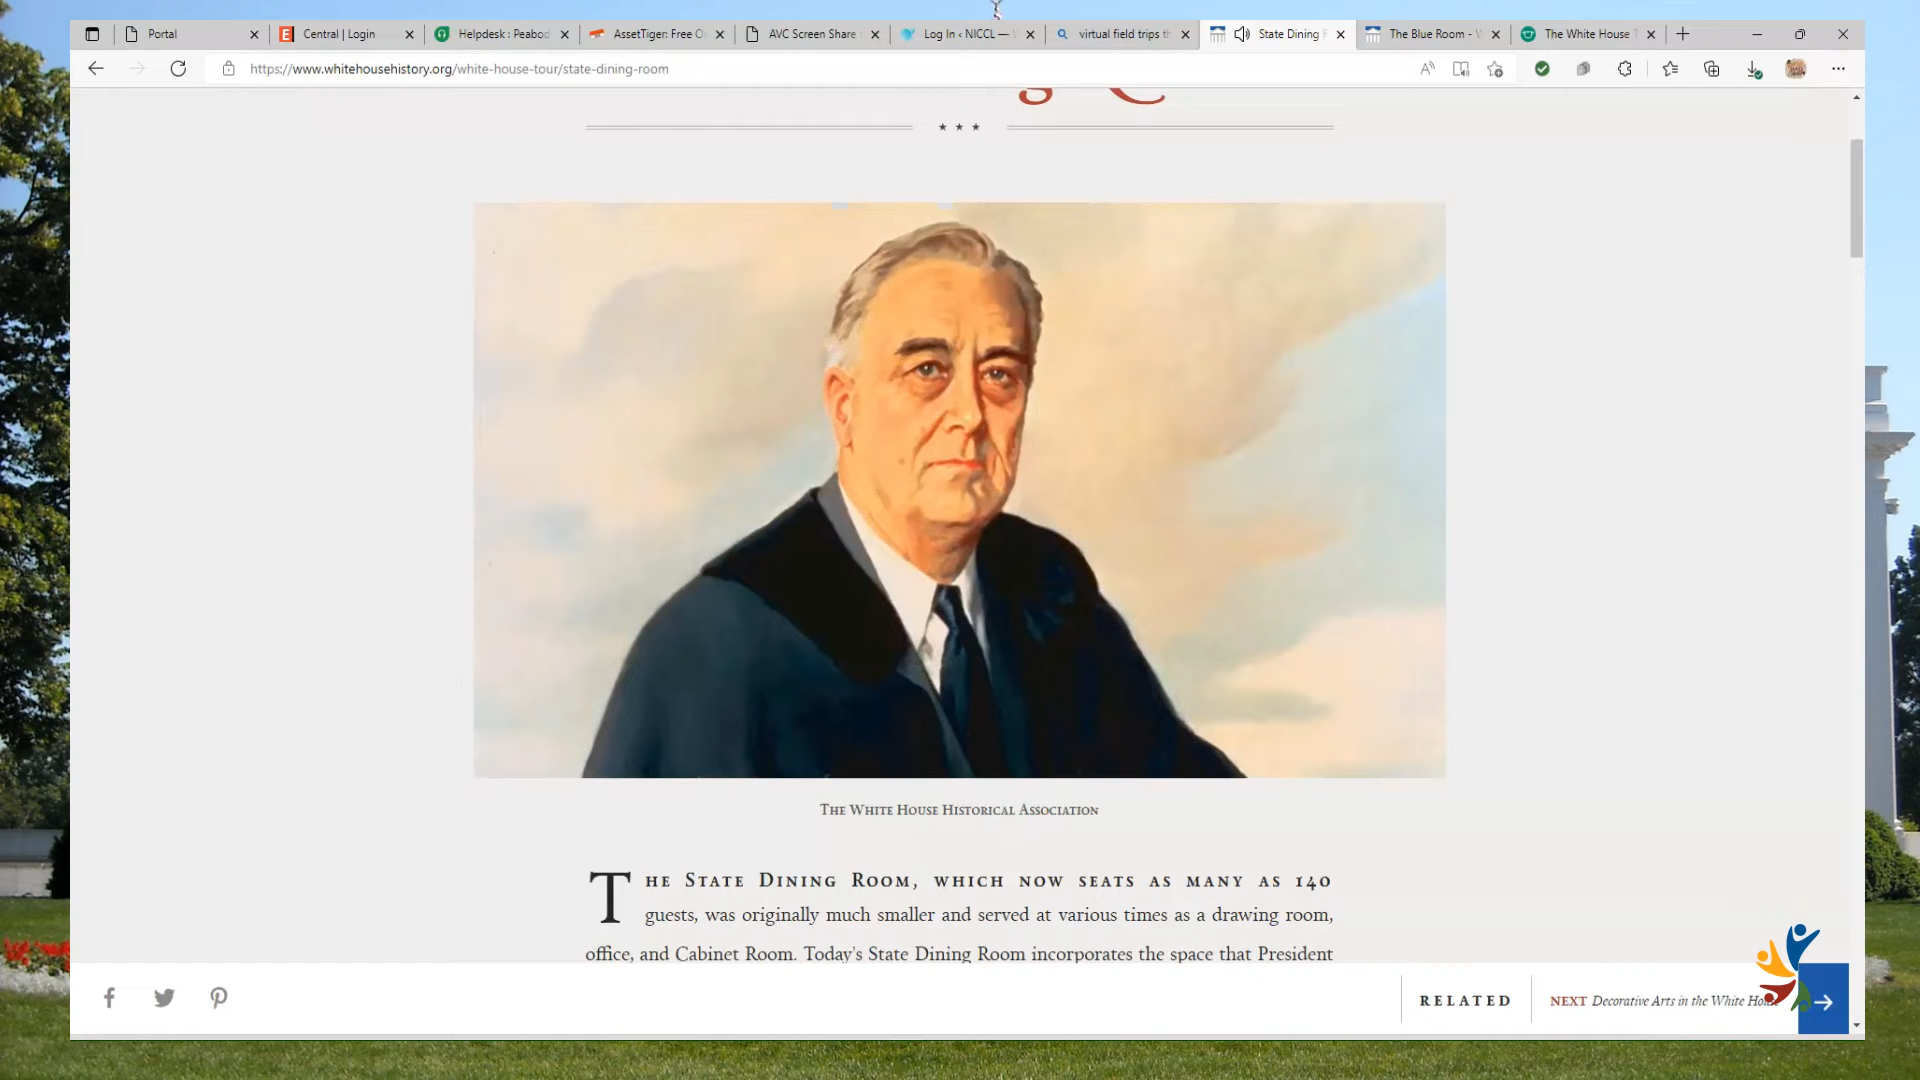 Portal
Central | Login
Helpdesk : Peabod
AssetTiger: Free O
AVC Screen Share
Log In ‹ NICCL —
virtual field trips th
State Dining R
The Blue Room -
The White House
https://www.whitehousehistory.org/white-house-tour/state-dining-room
The White House Historical Association
The State Dining Room, which now seats as many as 140
guests, was originally much smaller and served at various times as a drawing room,
office, and Cabinet Room. Today's State Dining Room incorporates the space that President
RELATED
NEXT Decorative Arts in the White House